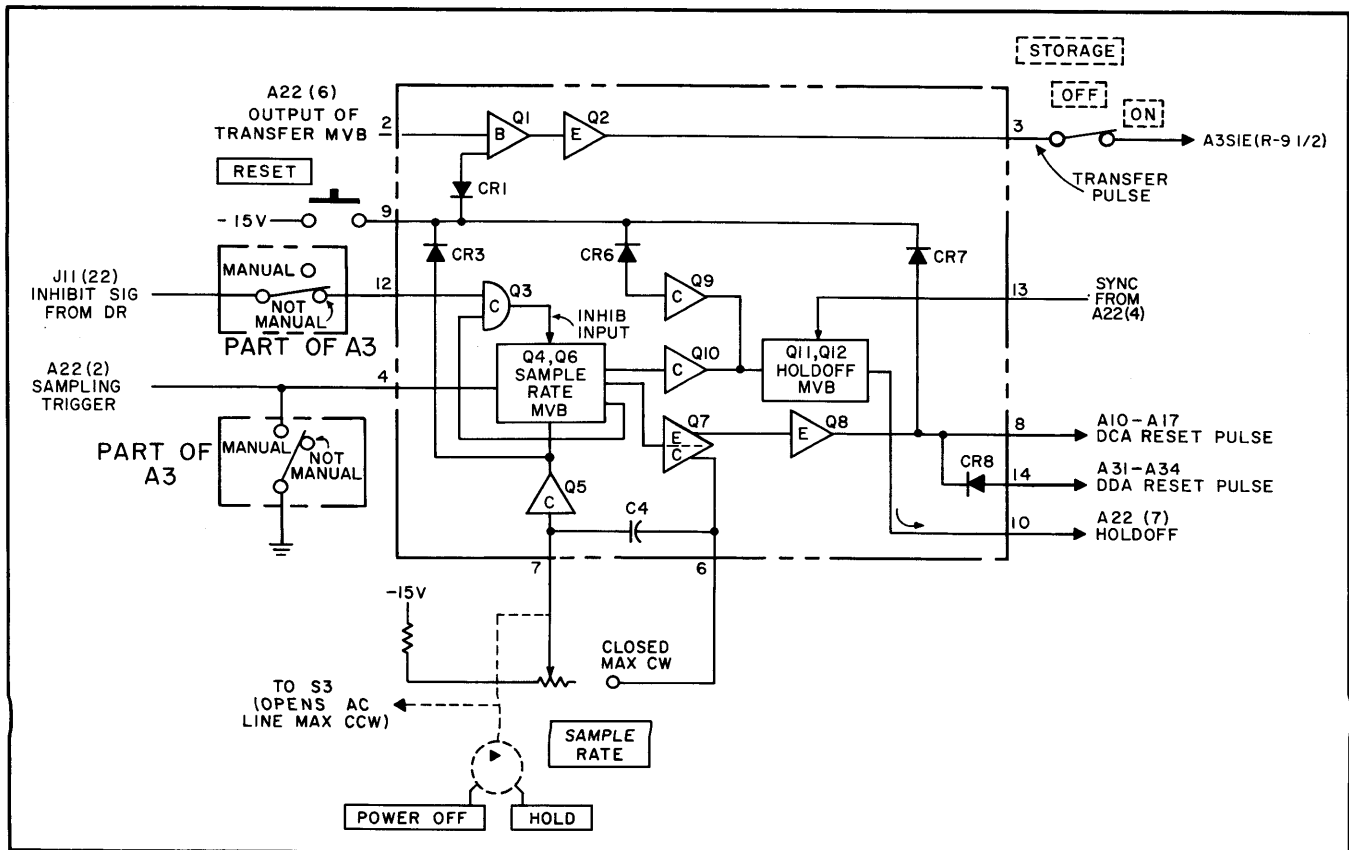 STORAGE
OFF
ON
A22 (6)
OUTPUT OF
TRANSFER MVB
2
B
Q1
E
Q2
3
A3S1E(R-9 1/2)
TRANSFER
PULSE
RESET
CR1
-15V
9
CR3
CR6
CR7
J11 (22)
INHIBIT SIG
FROM DR
MANUAL
NOT
MANUAL
PART OF A3
12
C
Q3
INHIB
INPUT
C
Q9
13
SYNC
FROM
A22(4)
A22(2)
SAMPLING
TRIGGER
4
Q4,Q6
SAMPLE
RATE
MVB
C
Q10
Q11,Q12
HOLDOFF
MVB
PART OF
A3
MANUAL
NOT
MANUAL
E
C
Q7
E
Q8
8
A10-A17
DCA RESET PULSE
CR8
14
A31-A34
DDA RESET PULSE
10
A22 (7)
HOLDOFF
C
Q5
C4
7
6
-15V
CLOSED
MAX CW
TO S3
(OPENS AC
LINE MAX CCW)
SAMPLE
RATE
POWER OFF
HOLD